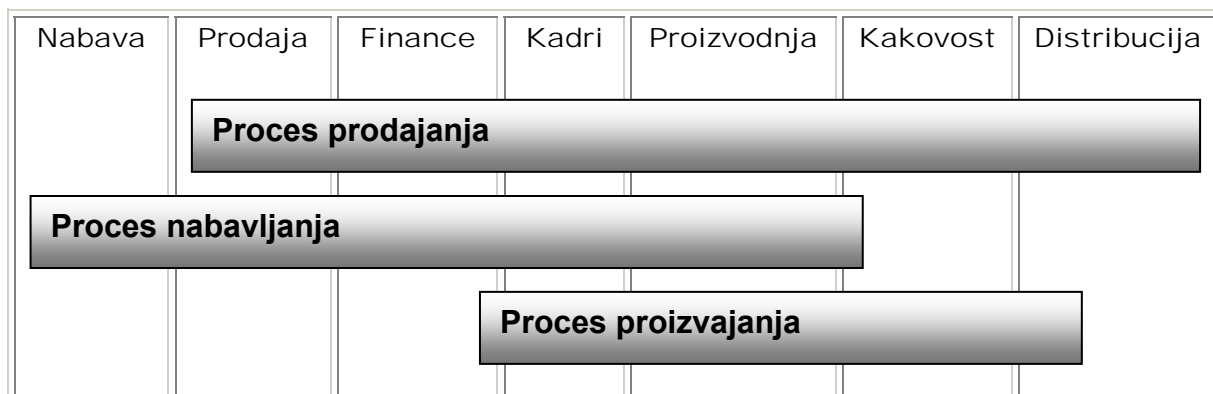 Nabava Prodaja Finance Kadri Proizvodnja Kakovost Distribucija
Proces prodajanja
Proces nabavljanja
Proces proizvajanja